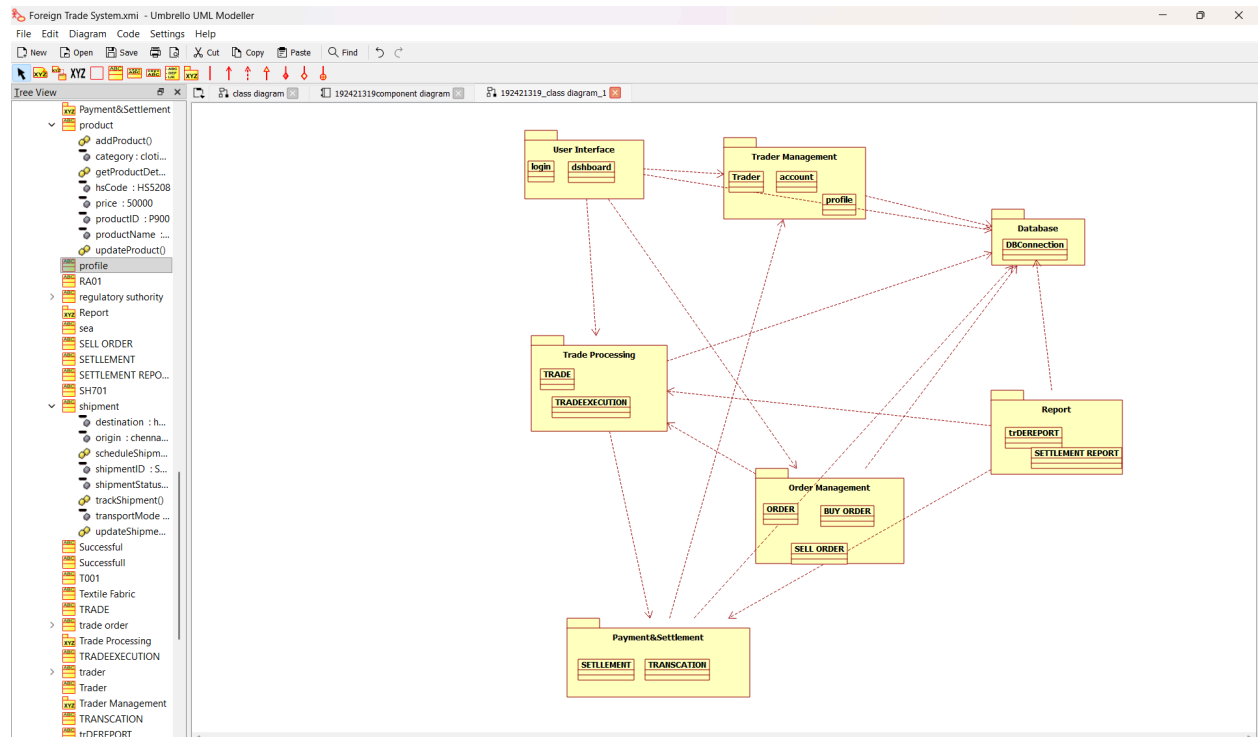 Foreign Trade System.xmi - Umbrello UML Modeller
File Edit Diagram Code Settings Help
New Open Save Cut Copy Paste Find
XYZ
Tree View
class diagram
192421319component diagram
192421319_class diagram_1
Payment&Settlement
product
addProduct()
category : cloti...
getProductDet...
hsCode : HS5208
price : 50000
productID : P900
productName :...
updateProduct()
profile
RA01
regulatory suthority
Report
sea
SELL ORDER
SETLLEMENT
SETTLEMENT REPO...
SH701
shipment
destination : h...
origin : chenna...
scheduleShipm...
shipmentID : S...
shipmentStatus...
trackShipment()
transportMode ...
updateShipme...
Successful
Successfull
T001
Textile Fabric
TRADE
trade order
Trade Processing
TRADEEXECUTION
trader
Trader
Trader Management
TRANSCATION
trDEREPORT
User Interface
login
dshboard
Trader Management
Trader
account
profile
Database
DBConnection
Trade Processing
TRADE
TRADEEXECUTION
Report
trDEREPORT
SETTLEMENT REPORT
Order Management
ORDER
BUY ORDER
SELL ORDER
Payment&Settlement
SETLLEMENT
TRANSCATION